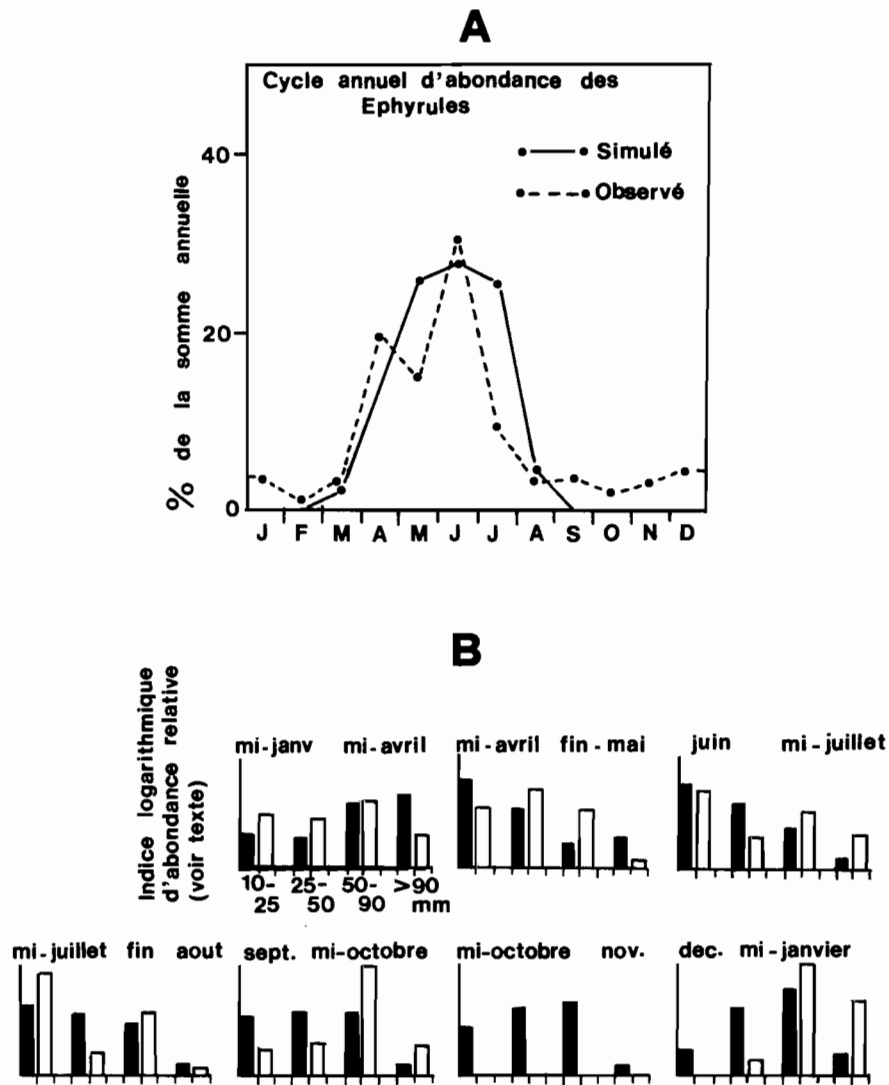 A
Cycle annuel d'abondance des
Ephyrules
Simulé
Observé
% de la somme annuelle
40
20
0
J F M A M J J A S O N D
B
Indice logarithmique
d'abondance relative
(voir texte)
mi-janv mi-avril
10-25 25-50 50-90 >90 mm
mi-avril fin-mai
juin mi-juillet
mi-juillet fin aout
sept. mi-octobre
mi-octobre nov.
dec. mi-janvier